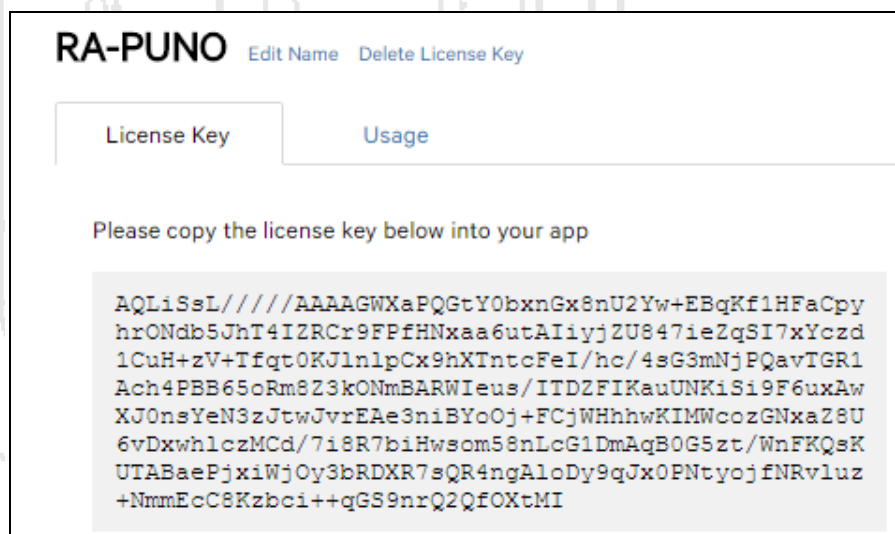 RA-PUNO Edit Name Delete License Key
License Key Usage
Please copy the license key below into your app
AQLiSsL/////AAAAGWXaPQGtY0bxnGx8nU2Yw+EBqKf1HFaCpy
hrONdb5JhT4IZRCr9FPfHNxaa6utAIiyjZU847ieZqSI7xYczd
1CuH+zV+Tfqt0KJlnlpCx9hXTntcFeI/hc/4sG3mNjPQavTGR1
Ach4PBB65oRm8Z3kONmBARWIeus/ITDZFIKauUNKiSi9F6uxAw
XJ0nsYeN3zJtwJvrEAe3niBYoOj+FCjWHhhwKIMWcozGNxaZ8U
6vDxwhlczMCd/7i8R7biHwsom58nLcG1DmAqB0G5zt/WnFKQsK
UTABaePjxiWjOy3bRDXR7sQR4ngAloDy9qJx0PNtyojfNRvluz
+NmmEcC8Kzbci++qGS9nrQ2QfOXtMI